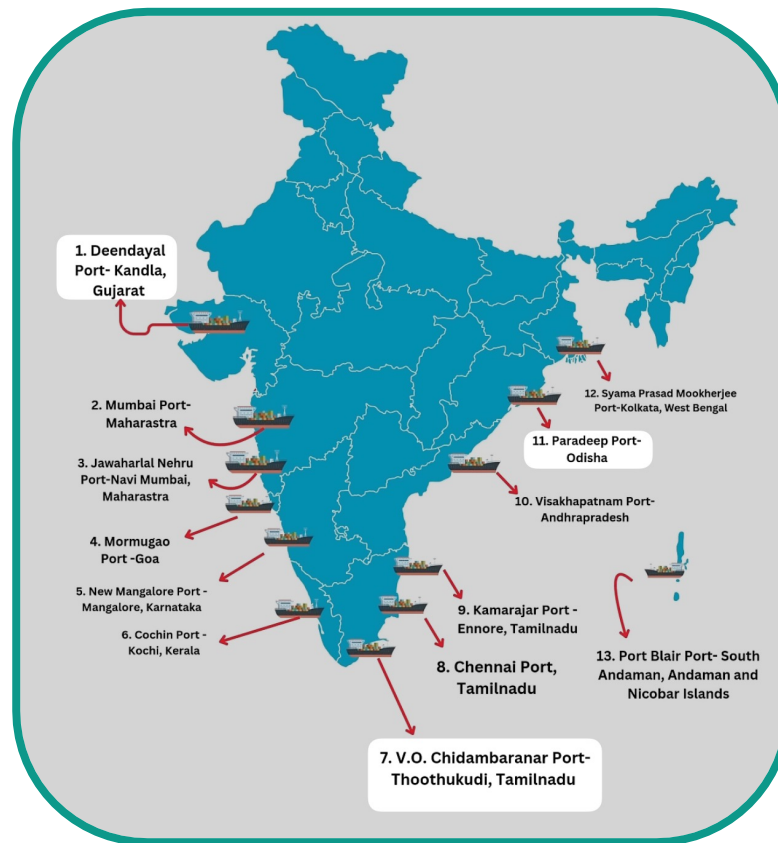 1. Deendayal
Port- Kandla,
Gujarat
2. Mumbai Port-
Maharastra
3. Jawaharlal Nehru
Port-Navi Mumbai,
Maharastra
4. Mormugao
Port -Goa
5. New Mangalore Port -
Mangalore, Karnataka
6. Cochin Port -
Kochi, Kerala
7. V.O. Chidambaranar Port-
Thoothukudi, Tamilnadu
8. Chennai Port,
Tamilnadu
9. Kamarajar Port -
Ennore, Tamilnadu
10. Visakhapatnam Port-
Andhrapradesh
11. Paradeep Port-
Odisha
12. Syama Prasad Mookherjee
Port-Kolkata, West Bengal
13. Port Blair Port- South
Andaman, Andaman and
Nicobar Islands